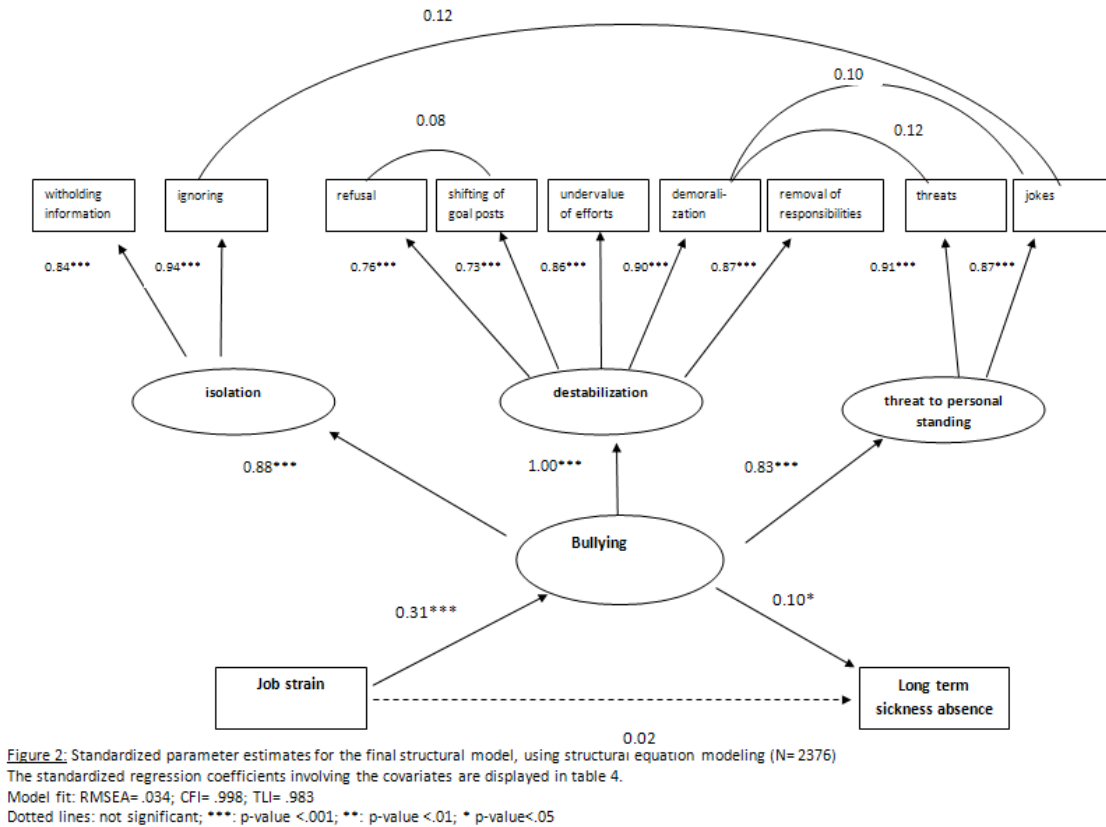 0.12
0.10
0.08
0.12
witholding
information
ignoring
refusal
shifting of
goal posts
undervalue
of efforts
demorali-
zation
removal of
responsibilities
threats
jokes
0.84***
0.94***
0.76***
0.73***
0.86***
0.90***
0.87***
0.91***
0.87***
isolation
destabilization
threat to personal
standing
0.88***
1.00***
0.83***
Bullying
0.31***
0.10*
Job strain
Long term
sickness absence
0.02
Figure 2: Standardized parameter estimates for the final structural model, using structural equation modeling (N= 2376)
The standardized regression coefficients involving the covariates are displayed in table 4.
Model fit: RMSEA= .034; CFI= .998; TLI= .983
Dotted lines: not significant; ***: p-value <.001; **: p-value <.01; * p-value<.05